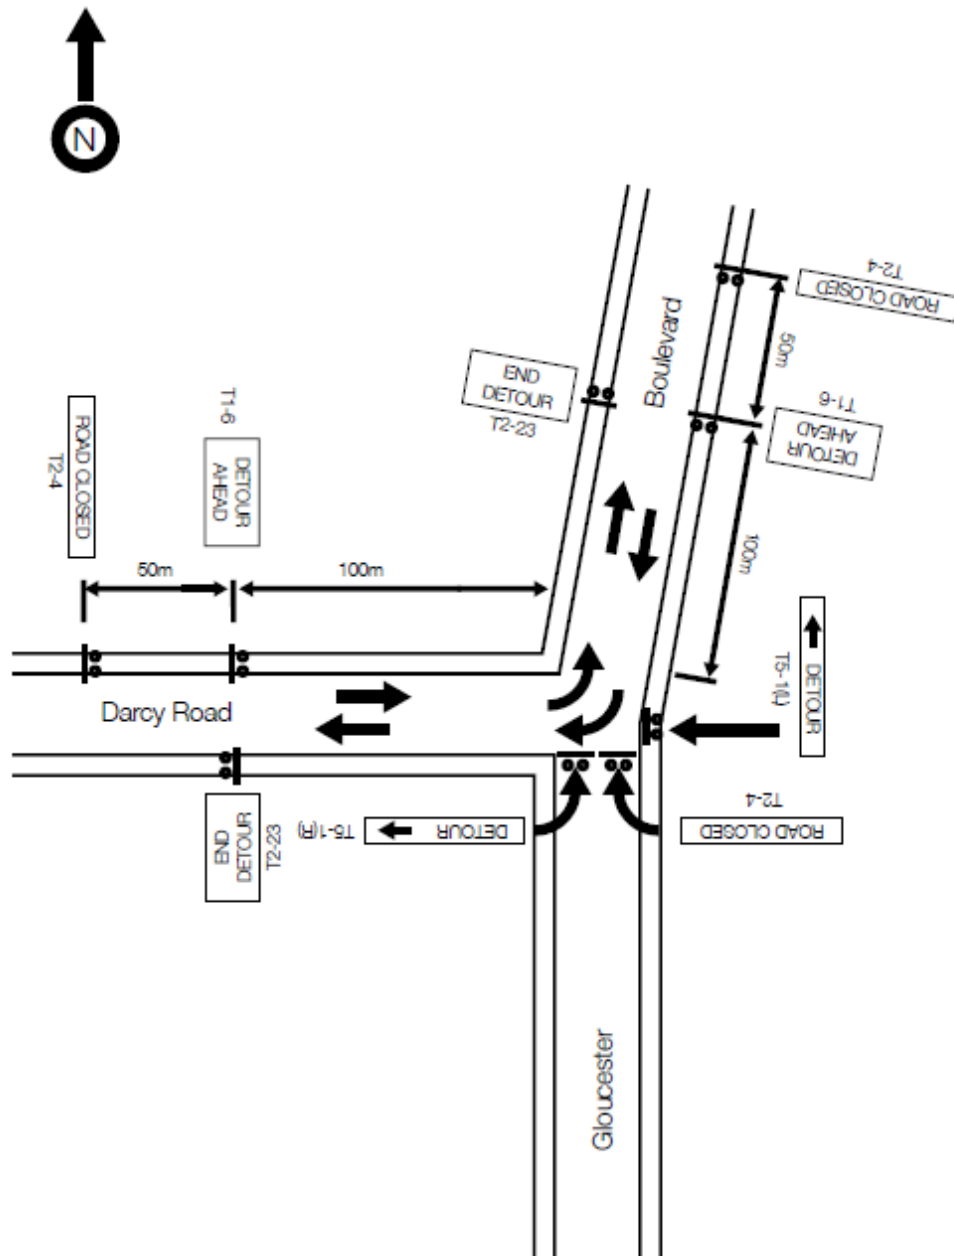 N
T2-4
ROAD CLOSED
50m
Boulevard
T1-6
DETOUR
AHEAD
END
DETOUR
T2-23
T1-6
DETOUR
AHEAD
ROAD CLOSED
T2-4
50m
100m
100m
Darcy Road
DETOUR
T5-1(L)
T2-4
ROAD CLOSED
DETOUR
T5-1(R)
END
DETOUR
T2-23
Gloucester